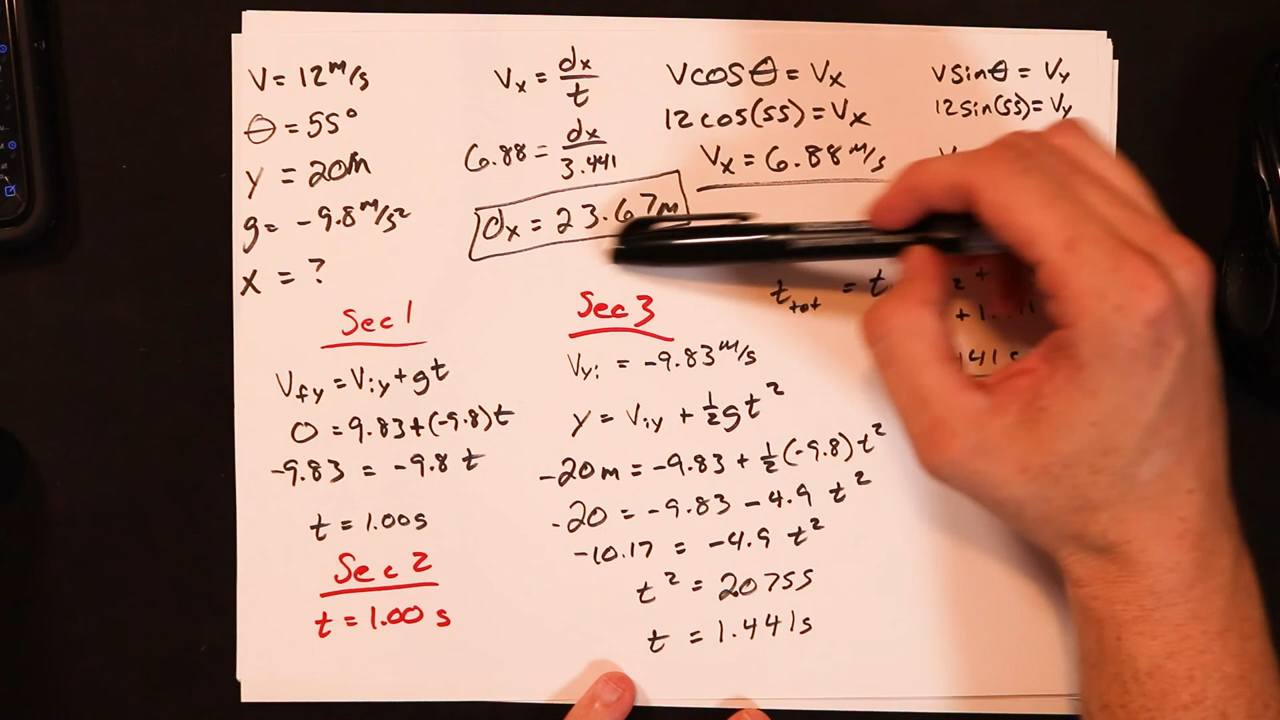 V = 12 m/s
θ = 55°
y = 20m
g = -9.8 m/s²
x = ?
Vx = dx/t
6.88 = dx/3.441
dx = 23.67m
Vcosθ = Vx
12cos(55) = Vx
Vx = 6.88 m/s
Vsinθ = Vy
12sin(55) = Vy
t tot = t
Sec 1
Vfy = Viy + gt
0 = 9.83 + (-9.8)t
-9.83 = -9.8 t
t = 1.00s
Sec 2
t = 1.00 s
Sec 3
Vyi = -9.83 m/s
y = Viy + ½gt²
-20m = -9.83 + ½(-9.8)t²
-20 = -9.83 - 4.9 t²
-10.17 = -4.9 t²
t² = 20755
t = 1.441s